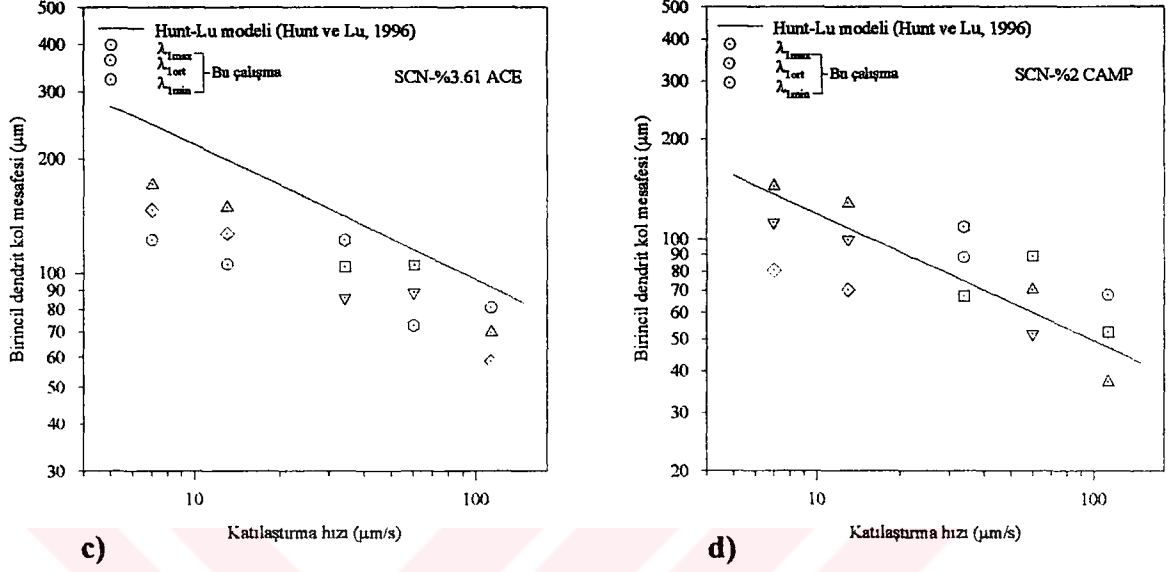 500
400
300
200
100
90
80
70
60
50
40
30
Birincil dendrit kol mesafesi (µm)
Hunt-Lu modeli (Hunt ve Lu, 1996)
λ1max
λ1ort
λ1min
Bu çalışma
SCN-%3.61 ACE
10
100
Katılaştırma hızı (µm/s)
c)
500
400
300
200
100
90
80
70
60
50
40
30
20
Birincil dendrit kol mesafesi (µm)
Hunt-Lu modeli (Hunt ve Lu, 1996)
λ1max
λ1ort
λ1min
Bu çalışma
SCN-%2 CAMP
10
100
Katılaştırma hızı (µm/s)
d)